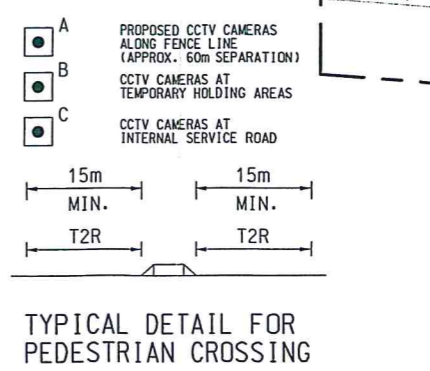 A
PROPOSED CCTV CAMERAS
ALONG FENCE LINE
(APPROX. 60m SEPARATION)
B
CCTV CAMERAS AT
TEMPORARY HOLDING AREAS
C
CCTV CAMERAS AT
INTERNAL SERVICE ROAD
15m 15m
MIN. MIN.
T2R T2R
TYPICAL DETAIL FOR
PEDESTRIAN CROSSING